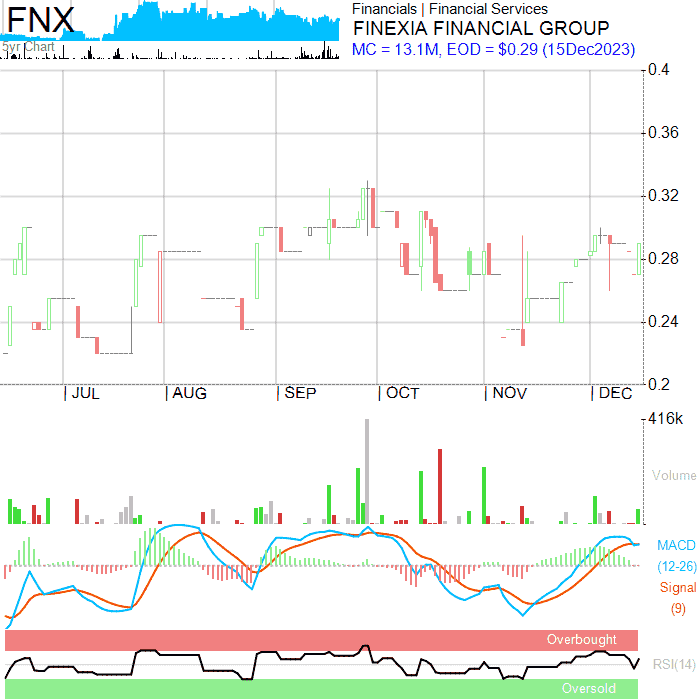 FNX
Financials | Financial Services
FINEXIA FINANCIAL GROUP
5yr Chart
MC = 13.1M, EOD = $0.29 (15Dec2023)
0.4
0.36
0.32
0.28
0.24
0.2
JUL
AUG
SEP
OCT
NOV
DEC
416k
Volume
MACD
(12-26)
Signal
(9)
Overbought
RSI(14)
Oversold